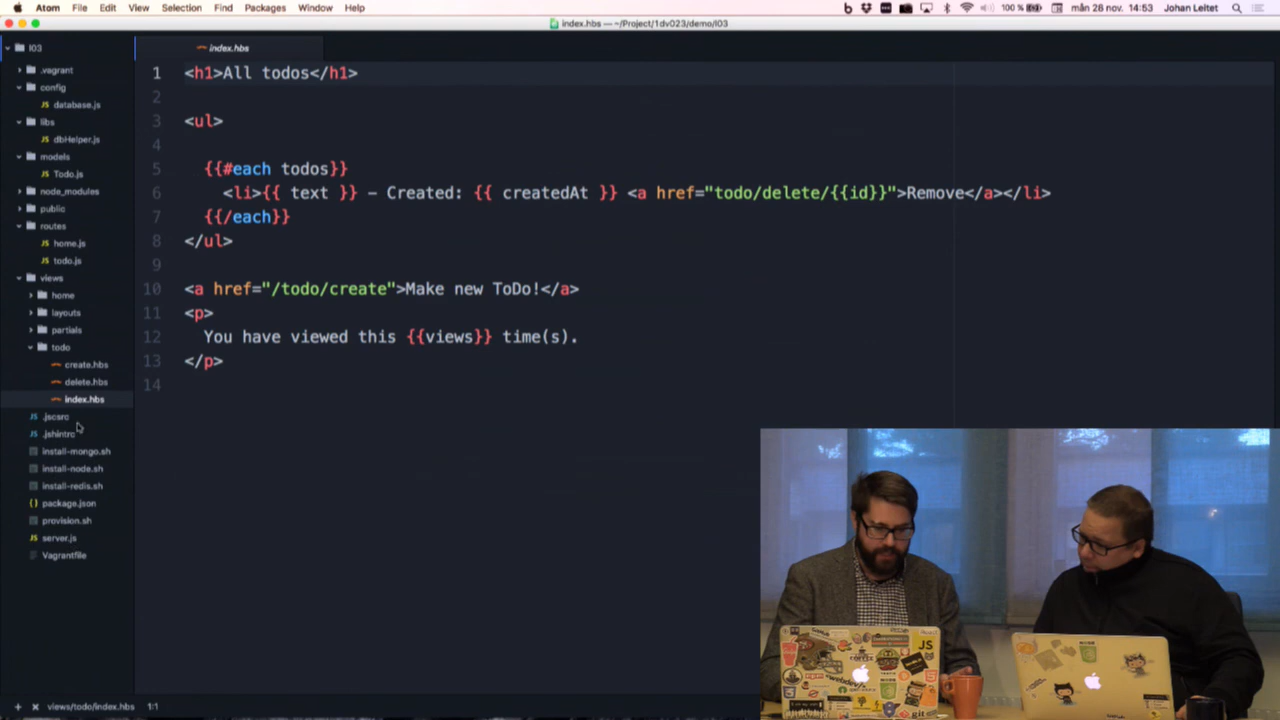 Atom File Edit View Selection Find Packages Window Help 100 % mån 28 nov. 14:53 Johan Leitet
index.hbs — ~/Project/1dv023/demo/l03
l03
.vagrant
config
database.js
libs
dbHelper.js
models
Todo.js
node_modules
public
routes
home.js
todo.js
views
home
layouts
partials
todo
create.hbs
delete.hbs
index.hbs
.jscsrc
.jshintrc
install-mongo.sh
install-node.sh
install-redis.sh
package.json
provision.sh
server.js
Vagrantfile
index.hbs
1 <h1>All todos</h1>
2
3 <ul>
4
5 {{#each todos}}
6 <li>{{ text }} – Created: {{ createdAt }} <a href="todo/delete/{{id}}">Remove</a></li>
7 {{/each}}
8 </ul>
9
10 <a href="/todo/create">Make new ToDo!</a>
11 <p>
12 You have viewed this {{views}} time(s).
13 </p>
14
JS
git
+ × views/todo/index.hbs 1:1